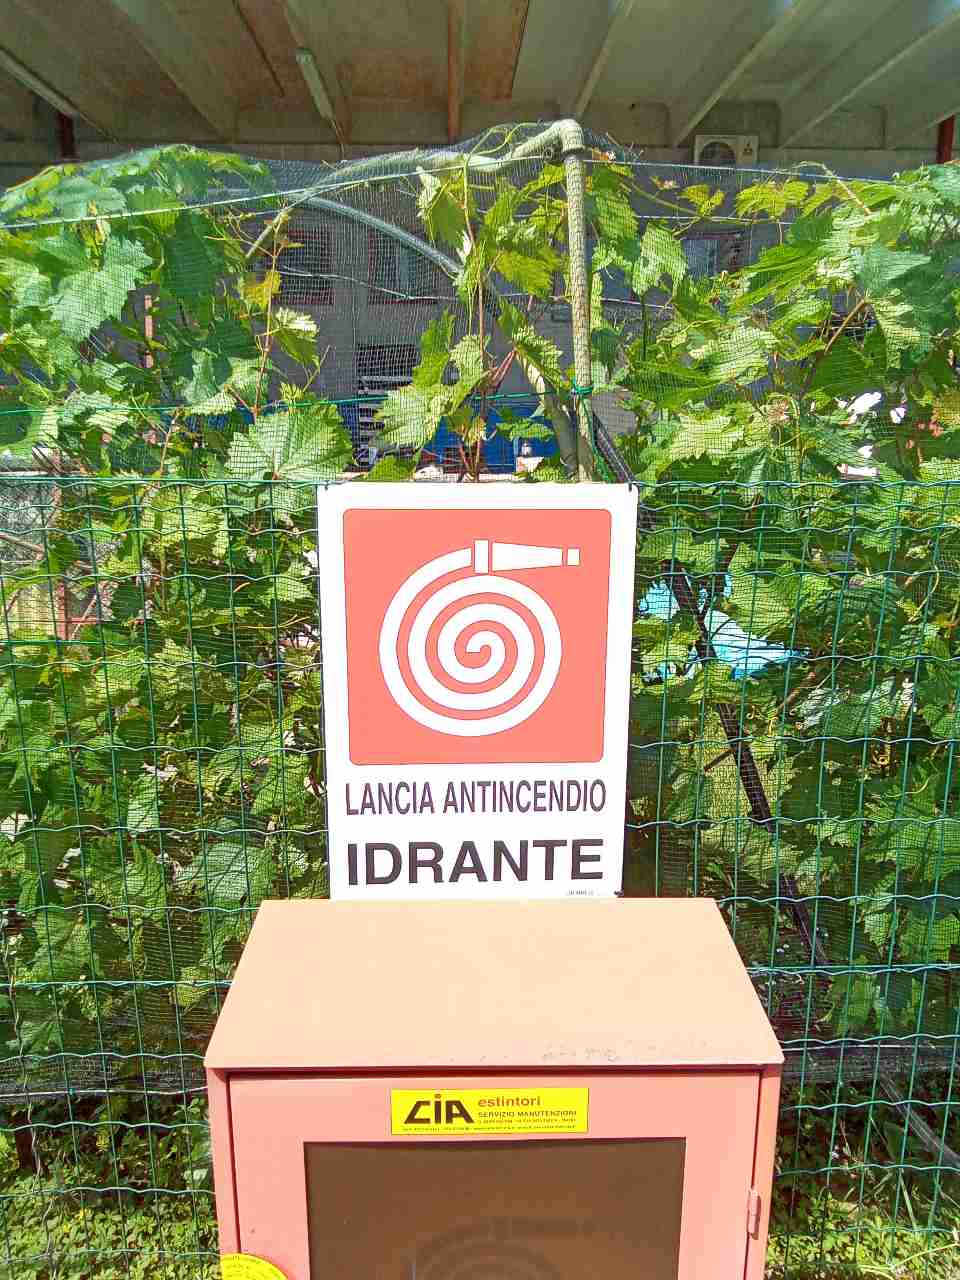 LANCIA ANTINCENDIO
IDRANTE
CIA estintori
SERVIZIO MANUTENZIONI